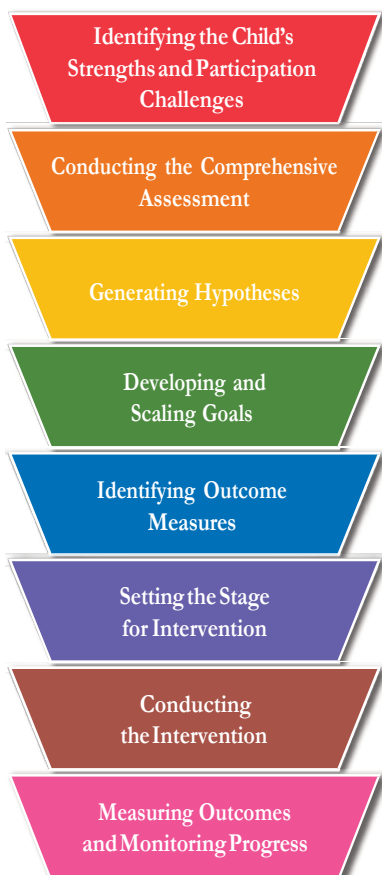 Identifying the Child’s
Strengths and Participation
Challenges
Conducting the Comprehensive
Assessment
Generating Hypotheses
Developing and
Scaling Goals
Identifying Outcome
Measures
Setting the Stage
for Intervention
Conducting
the Intervention
Measuring Outcomes
and Monitoring Progress